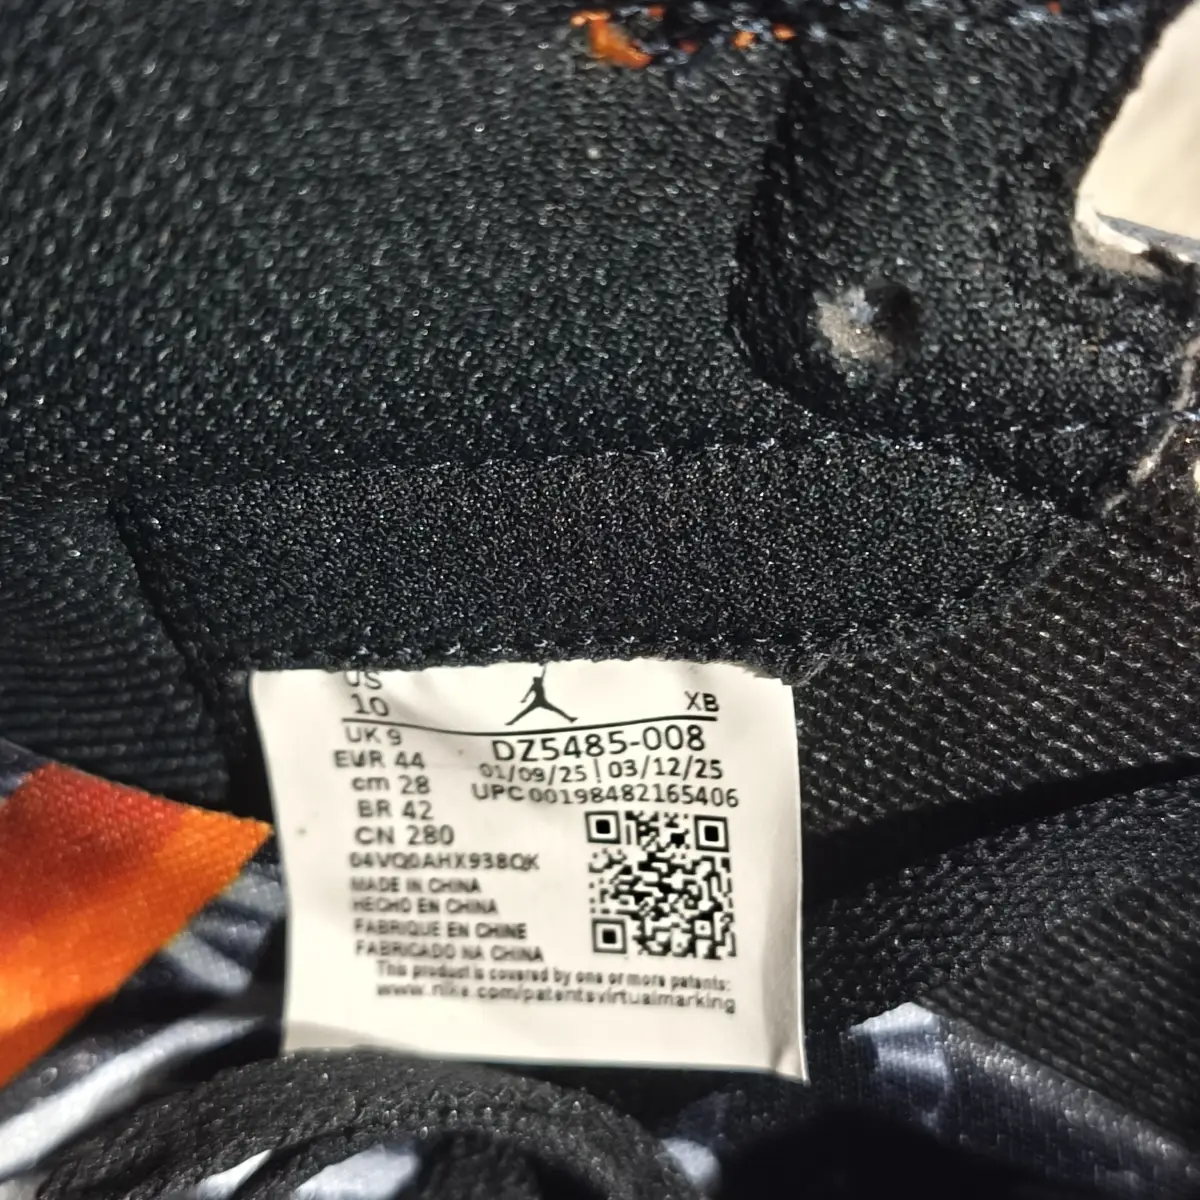 US
10
XB
UK 9
DZ5485-008
EUR 44
01/09/25 | 03/12/25
cm 28
UPC00198482165406
BR 42
CN 280
04VQ0AHX938QK
MADE IN CHINA
HECHO EN CHINA
FABRIQUE EN CHINE
FABRICADO NA CHINA
This product is covered by one or more patents:
www.nike.com/patentsvirtualmarking